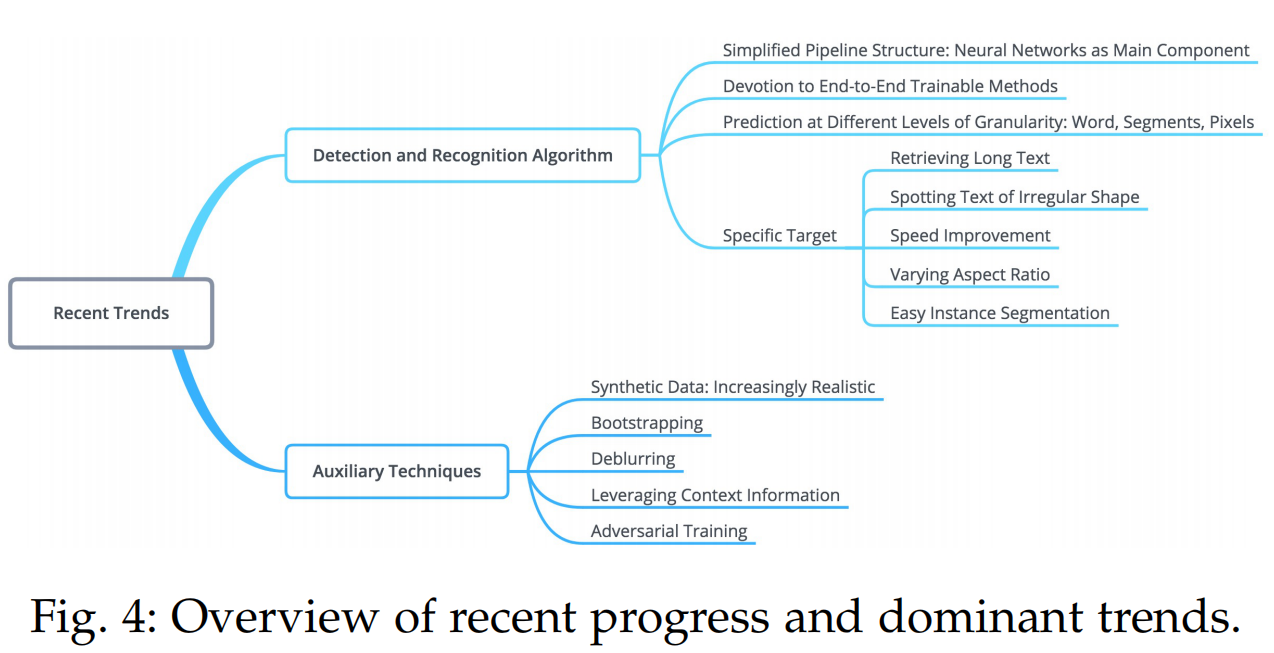 Recent Trends
Detection and Recognition Algorithm
Simplified Pipeline Structure: Neural Networks as Main Component
Devotion to End-to-End Trainable Methods
Prediction at Different Levels of Granularity: Word, Segments, Pixels
Specific Target
Retrieving Long Text
Spotting Text of Irregular Shape
Speed Improvement
Varying Aspect Ratio
Easy Instance Segmentation
Auxiliary Techniques
Synthetic Data: Increasingly Realistic
Bootstrapping
Deblurring
Leveraging Context Information
Adversarial Training
Fig. 4: Overview of recent progress and dominant trends.